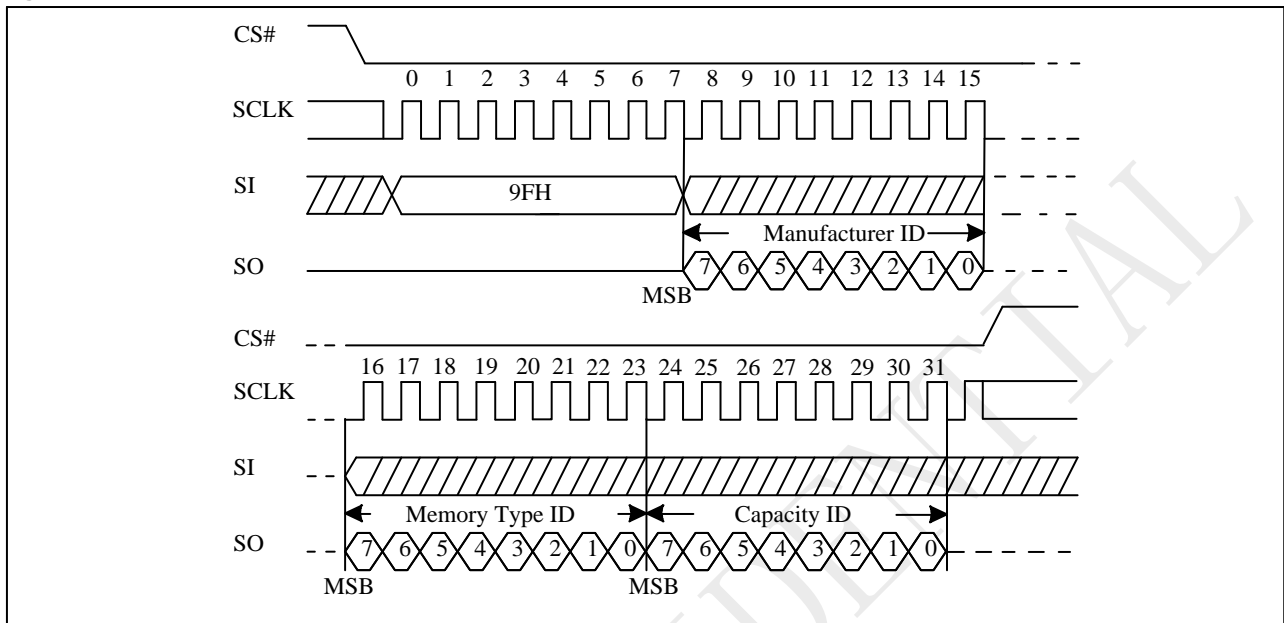 CS#
0 1 2 3 4 5 6 7 8 9 10 11 12 13 14 15
SCLK
SI
9FH
Manufacturer ID
SO
7 6 5 4 3 2 1 0
MSB
CS#
16 17 18 19 20 21 22 23 24 25 26 27 28 29 30 31
SCLK
SI
Memory Type ID Capacity ID
SO
7 6 5 4 3 2 1 0 7 6 5 4 3 2 1 0
MSB MSB